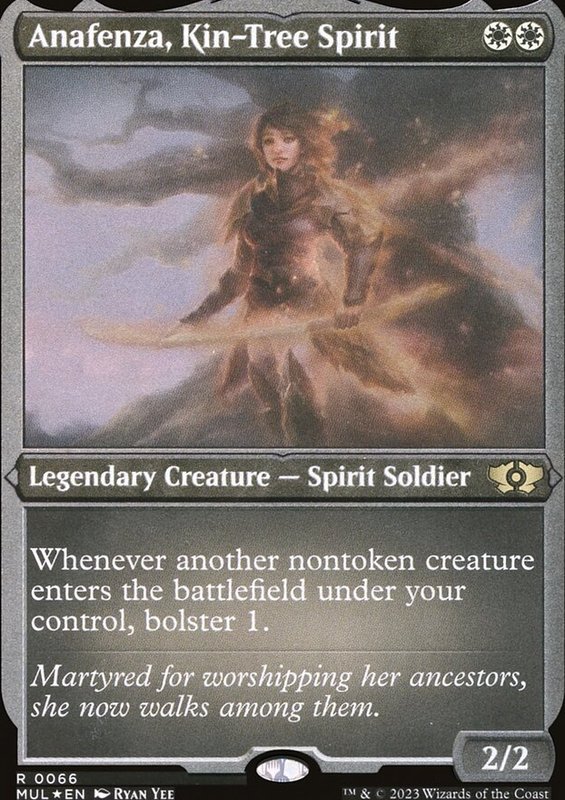 Anafenza, Kin-Tree Spirit
Legendary Creature — Spirit Soldier
Whenever another nontoken creature
enters the battlefield under your
control, bolster 1.
Martyred for worshipping her ancestors,
she now walks among them.
2/2
R 0066
MUL★EN Ryan Yee
™ & © 2023 Wizards of the Coast